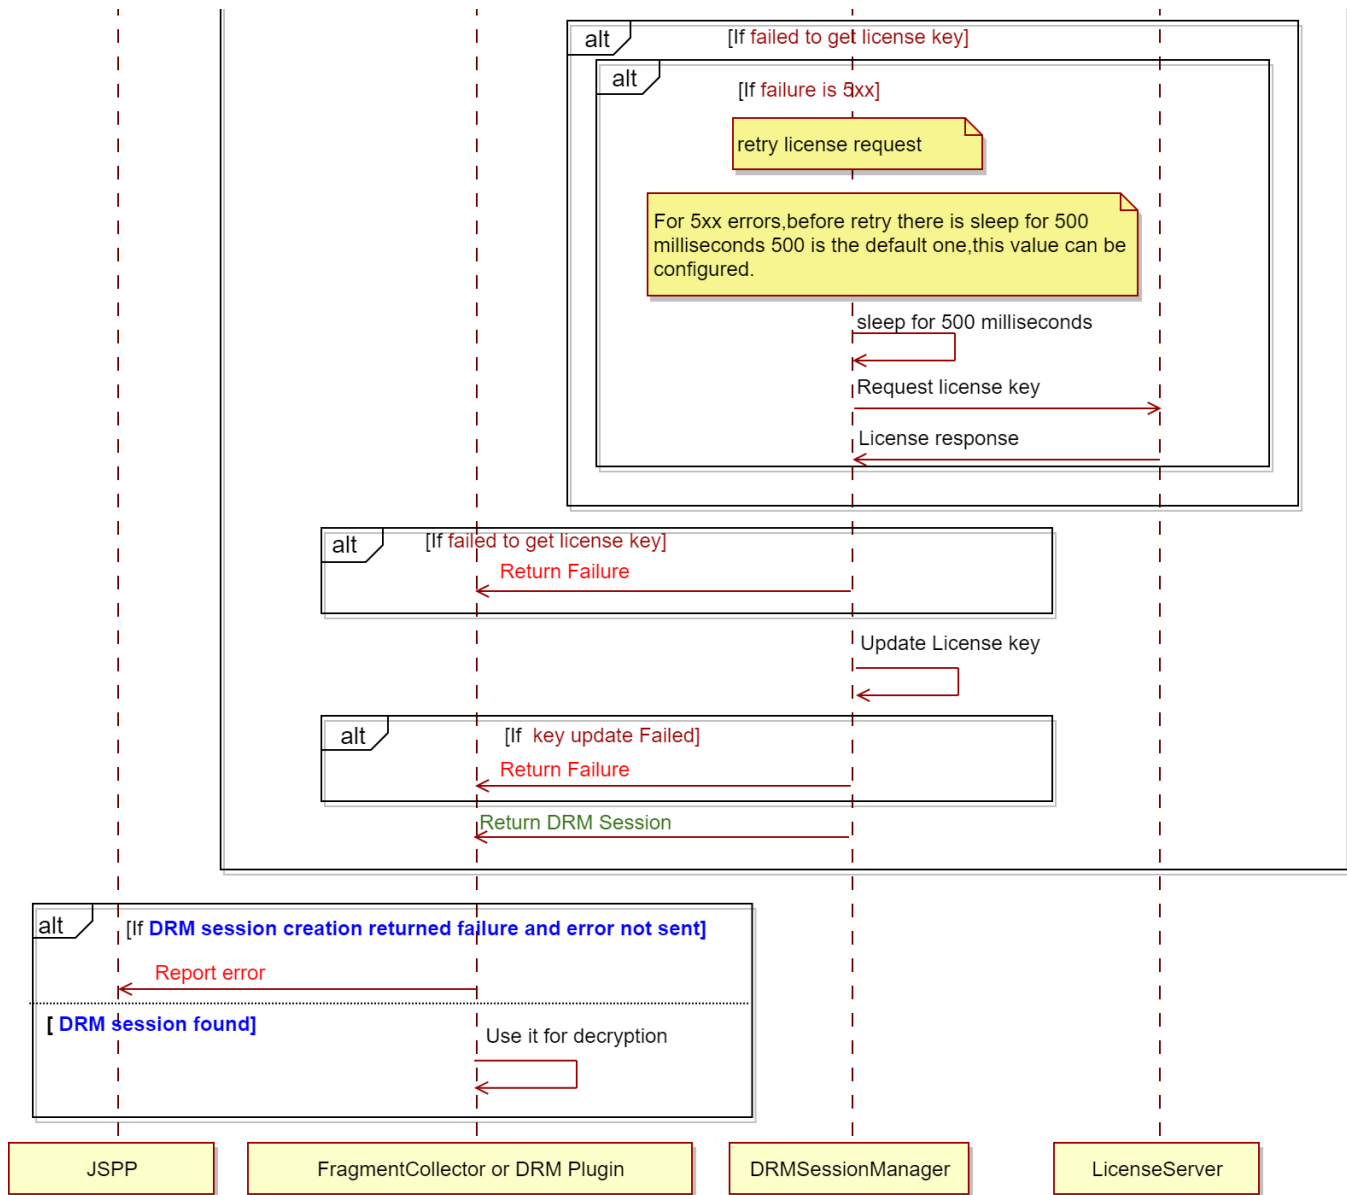 alt
[If failed to get license key]
alt
[If failure is 5xx]
retry license request
For 5xx errors,before retry there is sleep for 500
milliseconds 500 is the default one,this value can be
configured.
sleep for 500 milliseconds
Request license key
License response
alt
[If failed to get license key]
Return Failure
Update License key
alt
[If key update Failed]
Return Failure
Return DRM Session
alt
[If DRM session creation returned failure and error not sent]
Report error
[ DRM session found]
Use it for decryption
JSPP
FragmentCollector or DRM Plugin
DRMSessionManager
LicenseServer